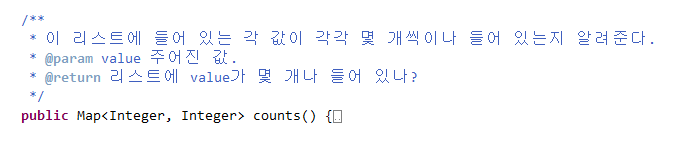 /**
* 이 리스트에 들어 있는 각 값이 각각 몇 개씩이나 들어 있는지 알려준다.
* @param value 주어진 값.
* @return 리스트에 value가 몇 개나 들어 있나?
*/
public Map<Integer, Integer> counts() {